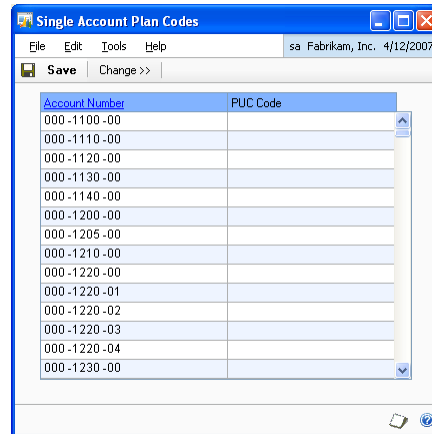 Single Account Plan Codes
File Edit Tools Help sa Fabrikam, Inc. 4/12/2007
Save Change >>
Account Number PUC Code
000 -1100 -00
000 -1110 -00
000 -1120 -00
000 -1130 -00
000 -1140 -00
000 -1200 -00
000 -1205 -00
000 -1210 -00
000 -1220 -00
000 -1220 -01
000 -1220 -02
000 -1220 -03
000 -1220 -04
000 -1230 -00